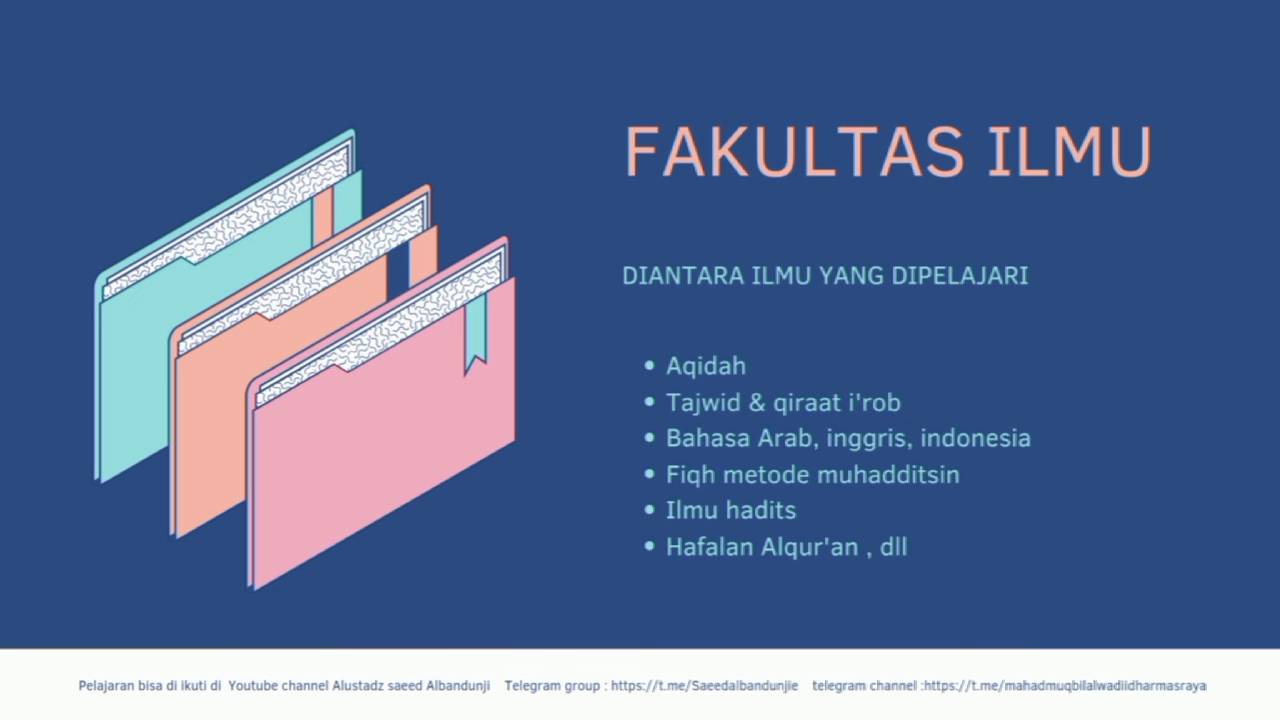 FAKULTAS ILMU
DIANTARA ILMU YANG DIPELAJARI
• Aqidah
• Tajwid & qiraat i'rob
• Bahasa Arab, inggris, indonesia
• Fiqh metode muhadditsin
• Ilmu hadits
• Hafalan Alqur'an , dll
Pelajaran bisa di ikuti di Youtube channel Alustadz saeed Albandunji Telegram group : https://t.me/Saeedalbandunjie telegram channel :https://t.me/mahadmuqbilalwadiidharmasraya